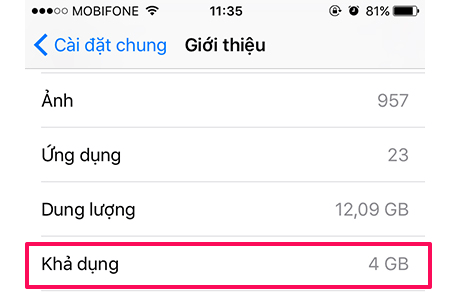 ●●●○○ MOBIFONE 11:35 81%
Cài đặt chung Giới thiệu
Ảnh 957
Ứng dụng 23
Dung lượng 12,09 GB
Khả dụng 4 GB